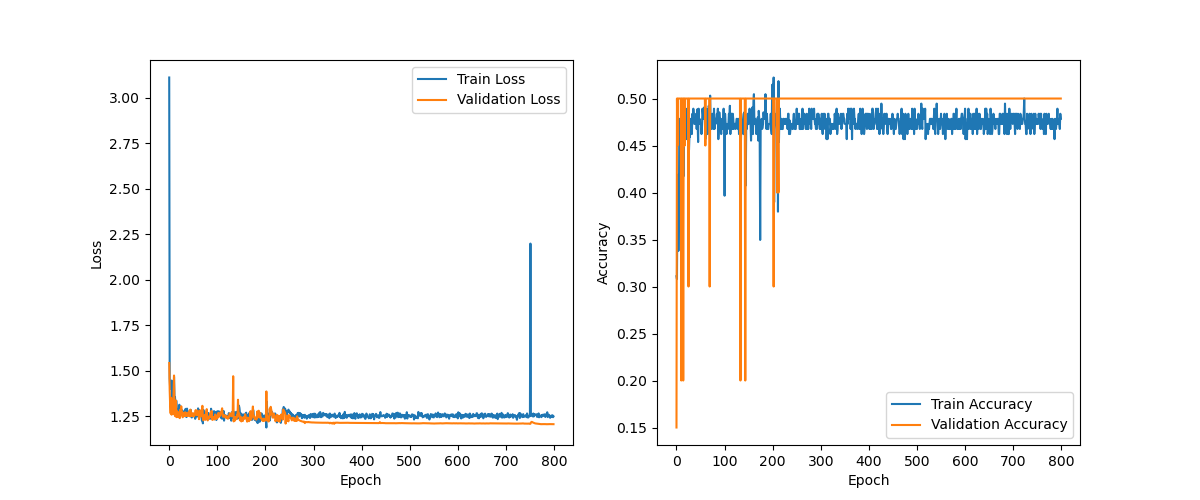 Train Loss
Validation Loss
3.00
2.75
2.50
2.25
2.00
1.75
1.50
1.25
Loss
0 100 200 300 400 500 600 700 800
Epoch
0.50
0.45
0.40
0.35
0.30
0.25
0.20
0.15
Accuracy
Train Accuracy
Validation Accuracy
0 100 200 300 400 500 600 700 800
Epoch